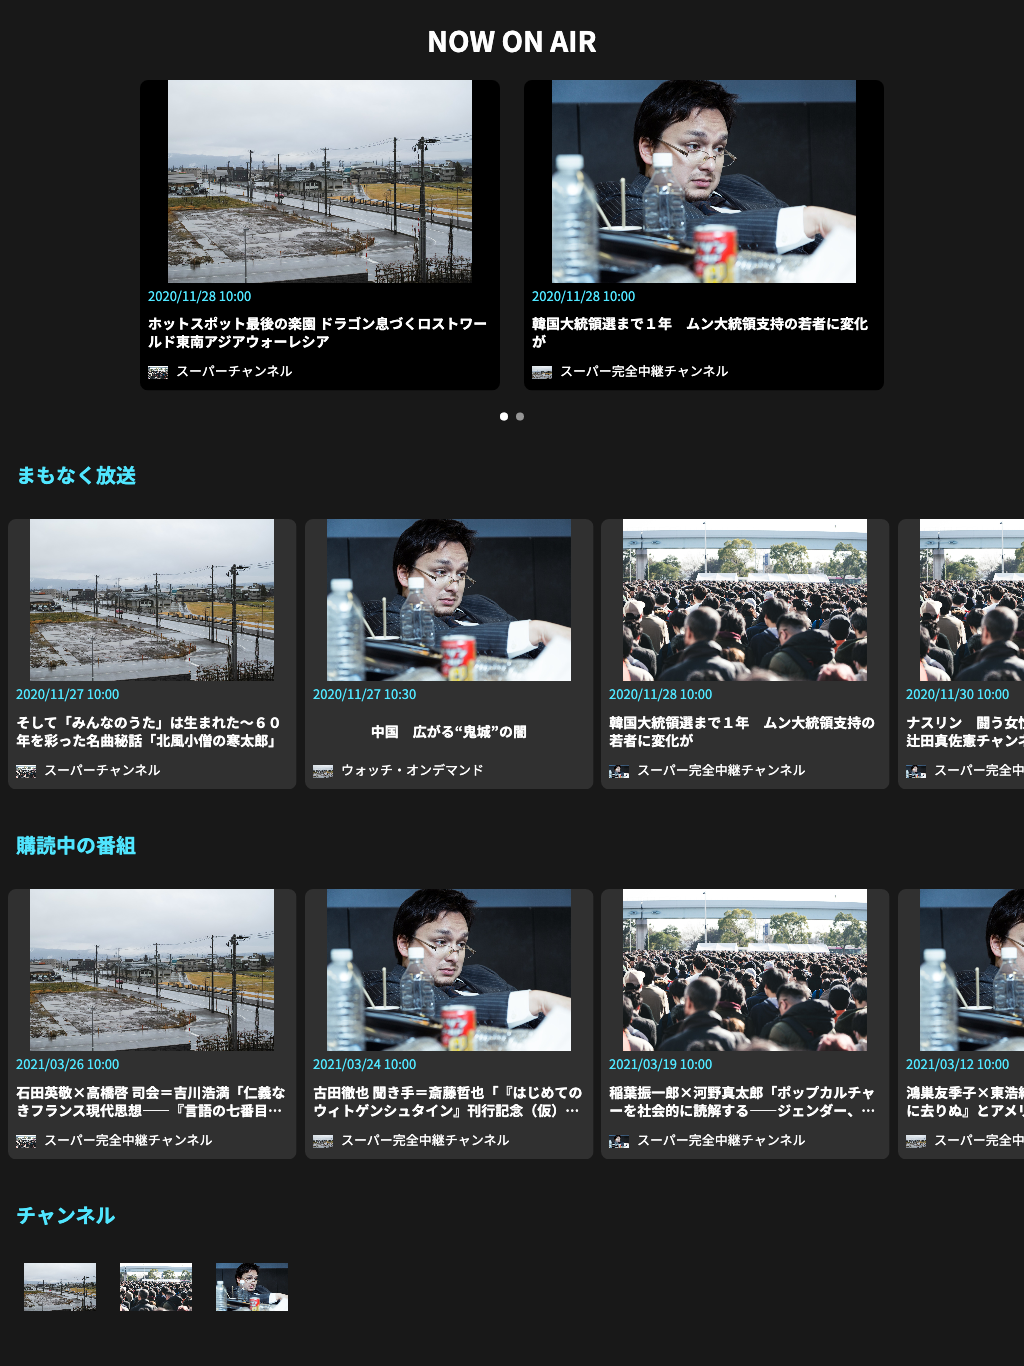 NOW ON AIR
2020/11/28 10:00
ホットスポット最後の楽園 ドラゴン息づくロストワー
ルド東南アジアウォーレシア
スーパーチャンネル
2020/11/28 10:00
韓国大統領選まで１年　ムン大統領支持の若者に変化
が
スーパー完全中継チャンネル
まもなく放送
2020/11/27 10:00
そして「みんなのうた」は生まれた～６０
年を彩った名曲秘話「北風小僧の寒太郎」
スーパーチャンネル
2020/11/27 10:30
中国　広がる“鬼城”の闇
ウォッチ・オンデマンド
2020/11/28 10:00
韓国大統領選まで１年　ムン大統領支持の
若者に変化が
スーパー完全中継チャンネル
2020/11/30 10:00
ナスリン　闘う女性
辻田真佐憲チャンネ
スーパー完全中
購読中の番組
2021/03/26 10:00
石田英敬×髙橋啓 司会＝吉川浩満「仁義な
きフランス現代思想――『言語の七番目…
スーパー完全中継チャンネル
2021/03/24 10:00
古田徹也 聞き手＝斎藤哲也「『はじめての
ウィトゲンシュタイン』刊行記念（仮）…
スーパー完全中継チャンネル
2021/03/19 10:00
稲葉振一郎×河野真太郎「ポップカルチャ
ーを社会的に読解する――ジェンダー、…
スーパー完全中継チャンネル
2021/03/12 10:00
鴻巣友季子×東浩紀
に去りぬ』とアメリ
スーパー完全中
チャンネル